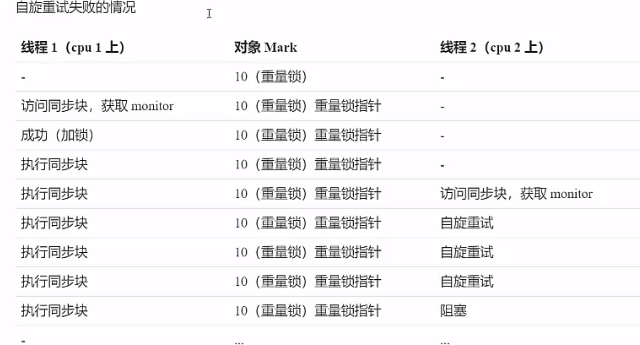 自旋重试失败的情况
线程 1（cpu 1 上） 对象 Mark 线程 2（cpu 2 上）
- 10（重量锁） -
访问同步块，获取 monitor 10（重量锁）重量锁指针 -
成功（加锁） 10（重量锁）重量锁指针 -
执行同步块 10（重量锁）重量锁指针 -
执行同步块 10（重量锁）重量锁指针 访问同步块，获取 monitor
执行同步块 10（重量锁）重量锁指针 自旋重试
执行同步块 10（重量锁）重量锁指针 自旋重试
执行同步块 10（重量锁）重量锁指针 自旋重试
执行同步块 10（重量锁）重量锁指针 阻塞
- ... ...